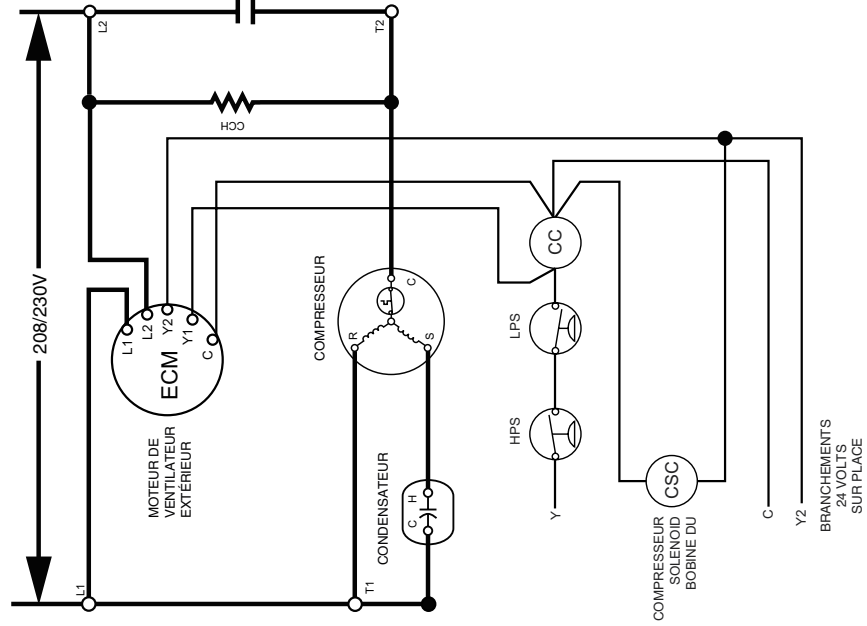 208/230V
L2
T2
CCH
L1
L2
Y2
Y1
C
ECM
MOTEUR DE
VENTILATEUR
EXTÉRIEUR
COMPRESSEUR
C
R
S
CC
LPS
HPS
Y
CONDENSATEUR
H
C
L1
T1
CSC
COMPRESSEUR
SOLENOID
BOBINE DU
C
Y2
BRANCHEMENTS
24 VOLTS
SUR PLACE